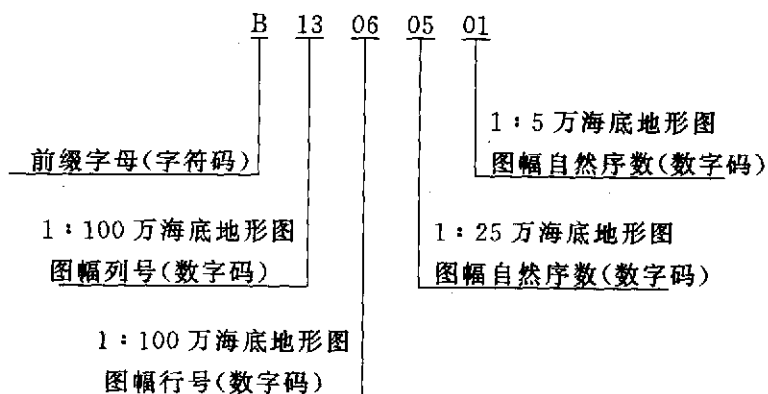 B 13 06 05 01
1：5 万海底地形图
图幅自然序数(数字码)
前缀字母(字符码)
1：100 万海底地形图
图幅列号(数字码)
1：25 万海底地形图
图幅自然序数(数字码)
1：100 万海底地形图
图幅行号(数字码)